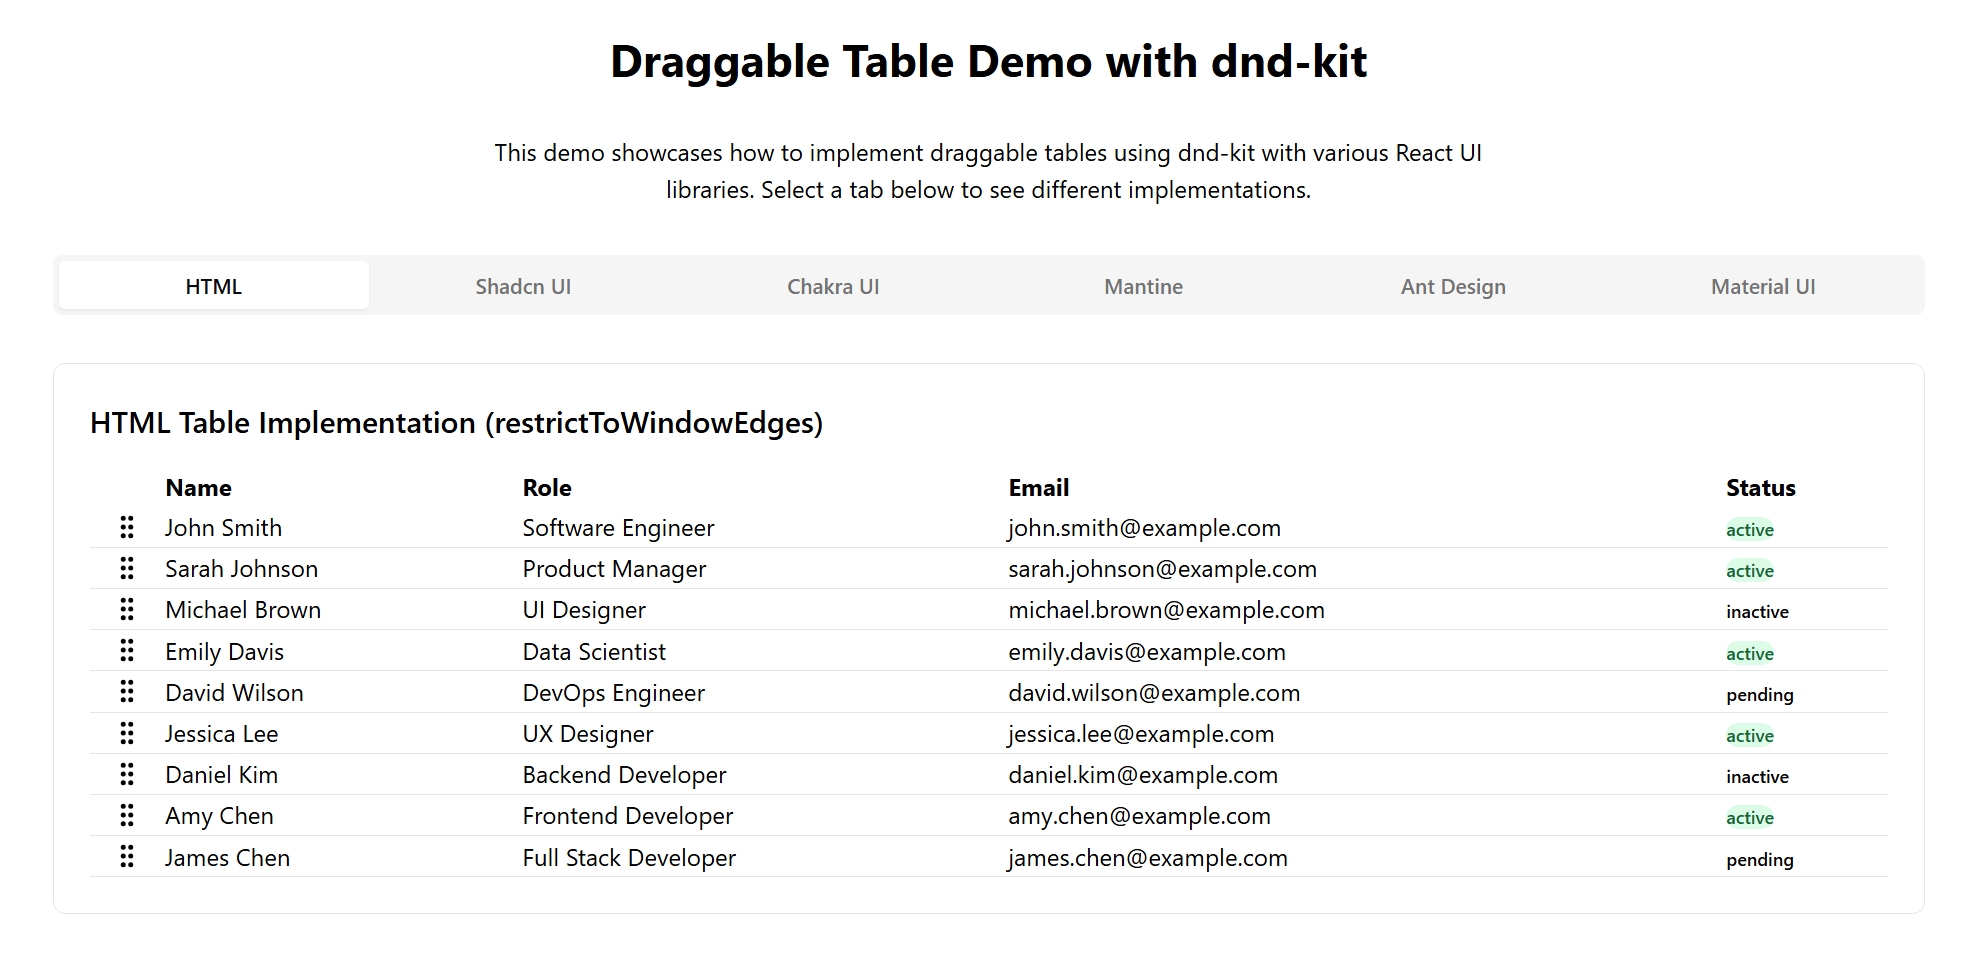 Draggable Table Demo with dnd-kit
This demo showcases how to implement draggable tables using dnd-kit with various React UI
libraries. Select a tab below to see different implementations.
HTML Shadcn UI Chakra UI Mantine Ant Design Material UI
HTML Table Implementation (restrictToWindowEdges)
Name Role Email Status
John Smith Software Engineer john.smith@example.com active
Sarah Johnson Product Manager sarah.johnson@example.com active
Michael Brown UI Designer michael.brown@example.com inactive
Emily Davis Data Scientist emily.davis@example.com active
David Wilson DevOps Engineer david.wilson@example.com pending
Jessica Lee UX Designer jessica.lee@example.com active
Daniel Kim Backend Developer daniel.kim@example.com inactive
Amy Chen Frontend Developer amy.chen@example.com active
James Chen Full Stack Developer james.chen@example.com pending